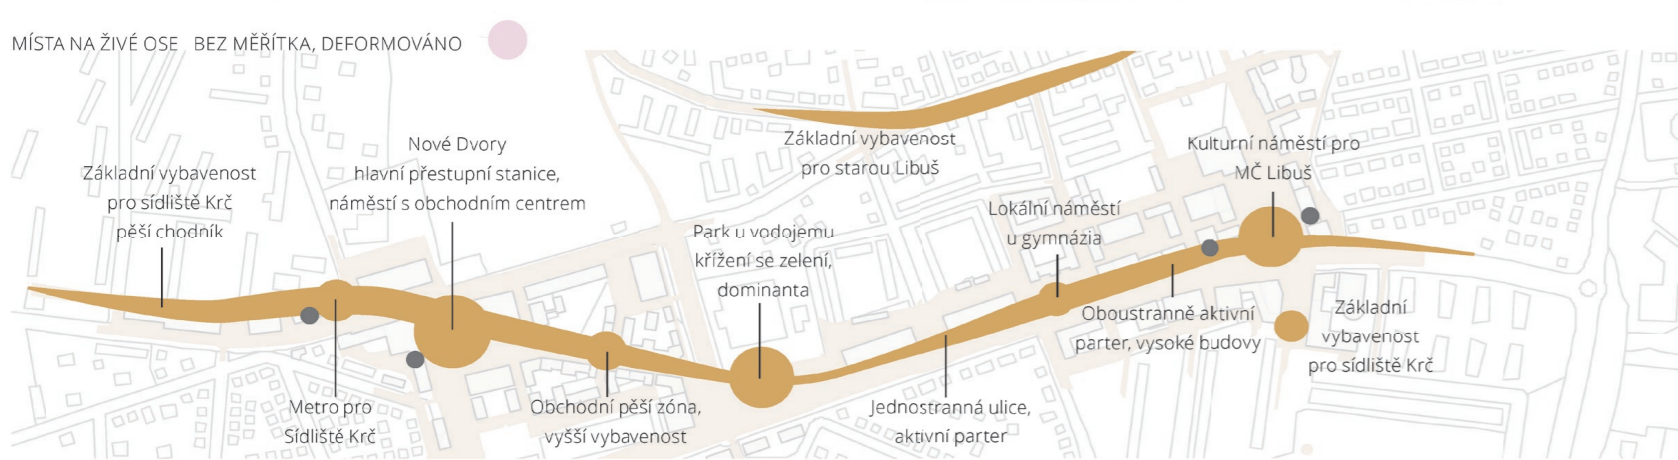 MÍSTA NA ŽIVÉ OSE BEZ MĚŘÍTKA, DEFORMOVÁNO
Základní vybavenost
pro sídliště Krč
pěší chodník
Nové Dvory
hlavní přestupní stanice,
náměstí s obchodním centrem
Základní vybavenost
pro starou Libuš
Kulturní náměstí pro
MČ Libuš
Park u vodojemu
křížení se zelení,
dominanta
Lokální náměstí
u gymnázia
Oboustranně aktivní
parter, vysoké budovy
Základní
vybavenost
pro sídliště Krč
Metro pro
Sídliště Krč
Obchodní pěší zóna,
vyšší vybavenost
Jednostranná ulice,
aktivní parter